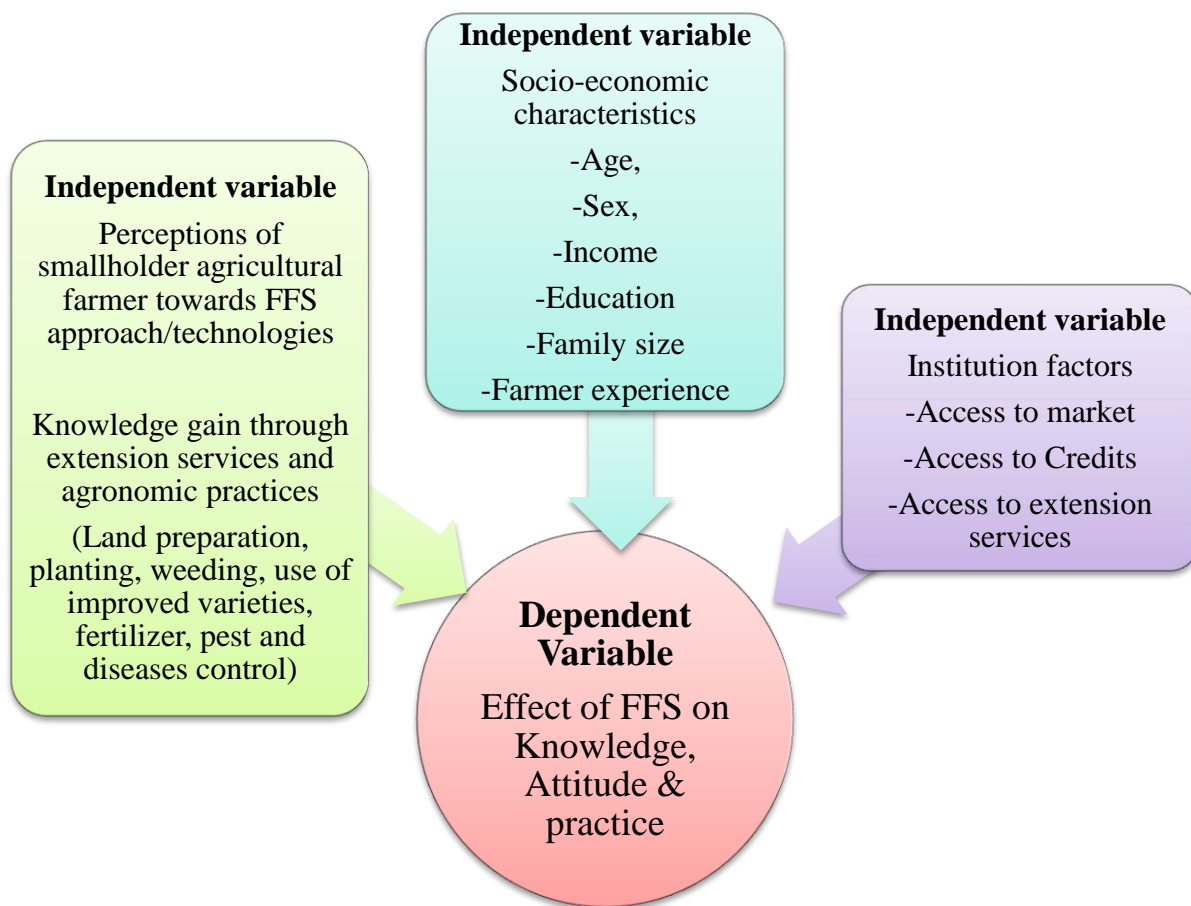 Independent variable
Socio-economic
characteristics
-Age,
-Sex,
-Income
-Education
-Family size
-Farmer experience
Independent variable
Perceptions of
smallholder agricultural
farmer towards FFS
approach/technologies
Knowledge gain through
extension services and
agronomic practices
(Land preparation,
planting, weeding, use of
improved varieties,
fertilizer, pest and
diseases control)
Independent variable
Institution factors
-Access to market
-Access to Credits
-Access to extension
services
Dependent
Variable
Effect of FFS on
Knowledge,
Attitude &
practice